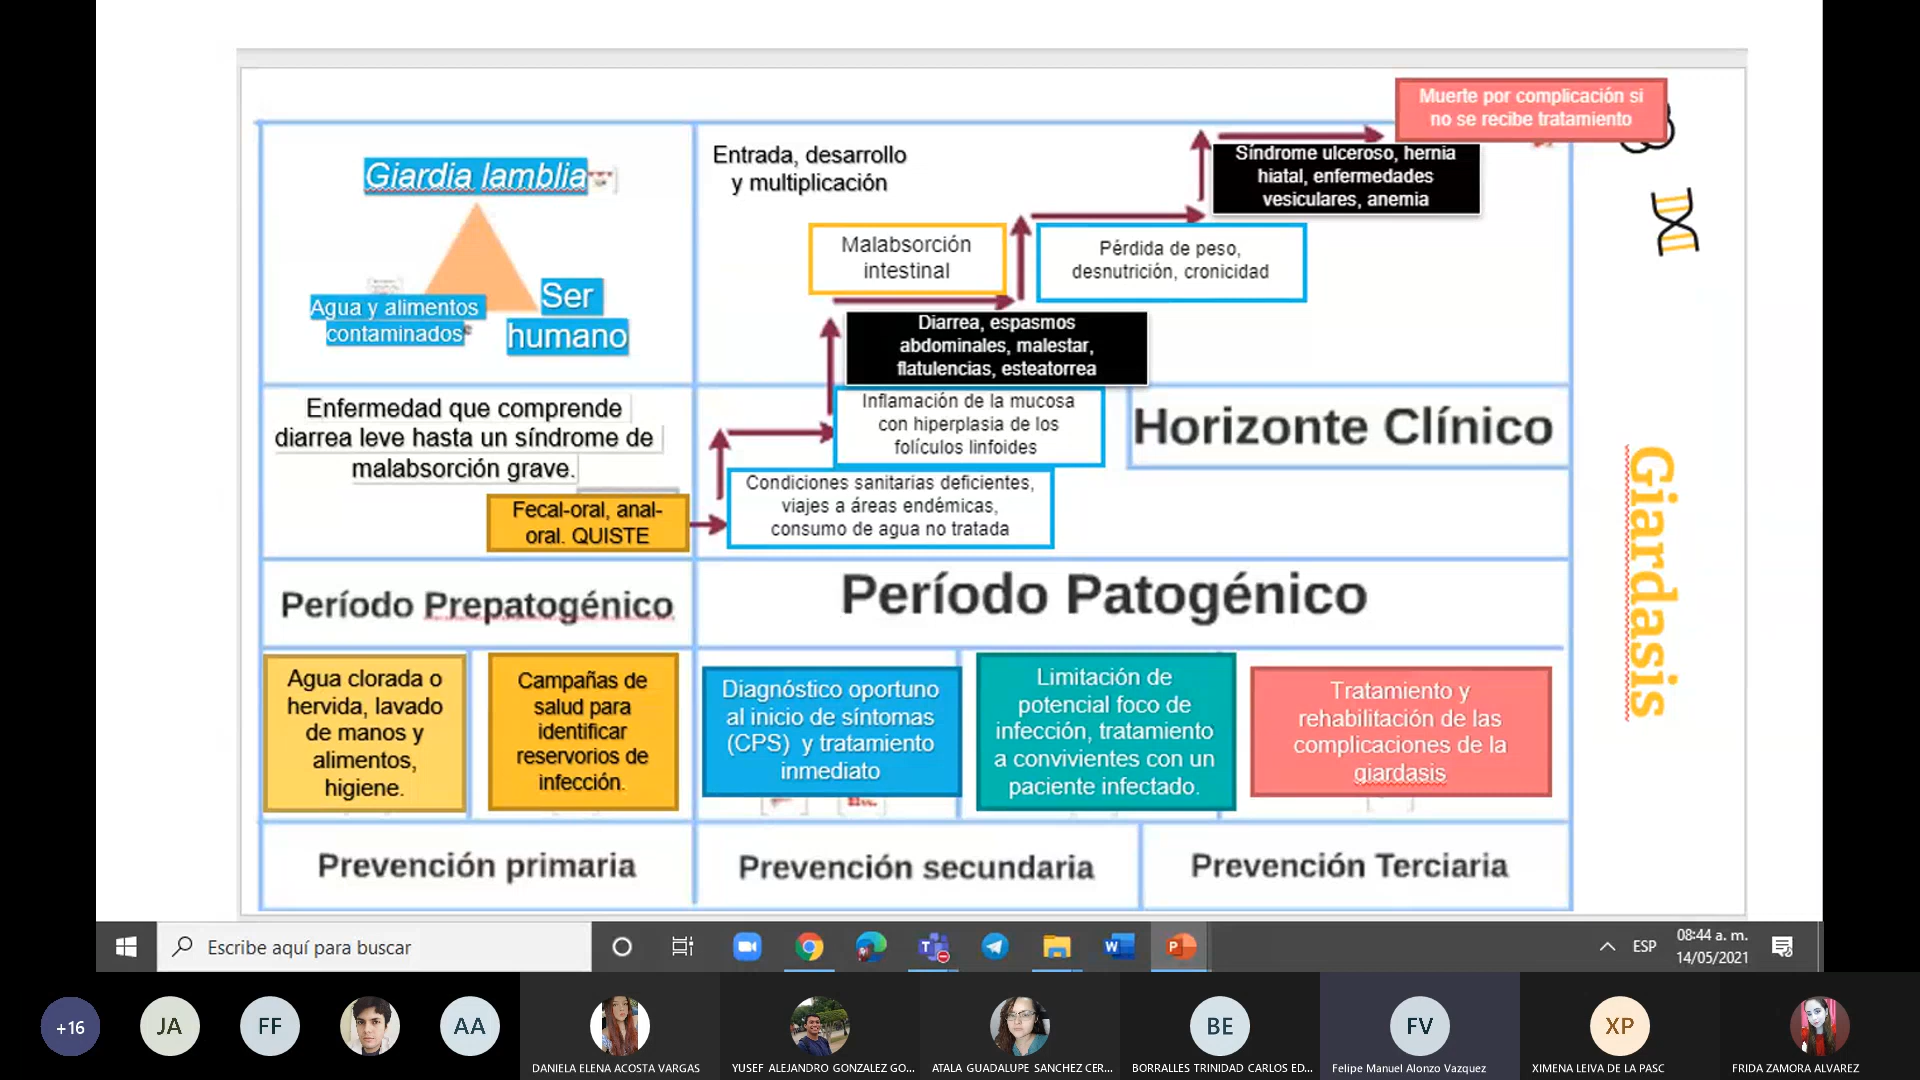 Muerte por complicación si
no se recibe tratamiento
Giardia lamblia
Entrada, desarrollo
y multiplicación
Síndrome ulceroso, hernia
hiatal, enfermedades
vesiculares, anemia
Malabsorción
intestinal
Pérdida de peso,
desnutrición, cronicidad
Agua y alimentos
contaminados
Ser
humano
Diarrea, espasmos
abdominales, malestar,
flatulencias, esteatorrea
Enfermedad que comprende
diarrea leve hasta un síndrome de
malabsorción grave.
Inflamación de la mucosa
con hiperplasia de los
folículos linfoides
Horizonte Clínico
Fecal-oral, anal-
oral. QUISTE
Condiciones sanitarias deficientes,
viajes a áreas endémicas,
consumo de agua no tratada
Giardasis
Período Prepatogénico
Período Patogénico
Agua clorada o
hervida, lavado
de manos y
alimentos,
higiene.
Campañas de
salud para
identificar
reservorios de
infección.
Diagnóstico oportuno
al inicio de síntomas
(CPS) y tratamiento
inmediato
Limitación de
potencial foco de
infección, tratamiento
a convivientes con un
paciente infectado.
Tratamiento y
rehabilitación de las
complicaciones de la
giardasis
Prevención primaria
Prevención secundaria
Prevención Terciaria
Escribe aquí para buscar
ESP
08:44 a. m.
14/05/2021
+16
JA
FF
AA
DANIELA ELENA ACOSTA VARGAS
YUSEF ALEJANDRO GONZALEZ GO...
ATALA GUADALUPE SANCHEZ CER...
BE
BORRALLES TRINIDAD CARLOS ED...
FV
Felipe Manuel Alonzo Vazquez
XP
XIMENA LEIVA DE LA PASC
FRIDA ZAMORA ALVAREZ